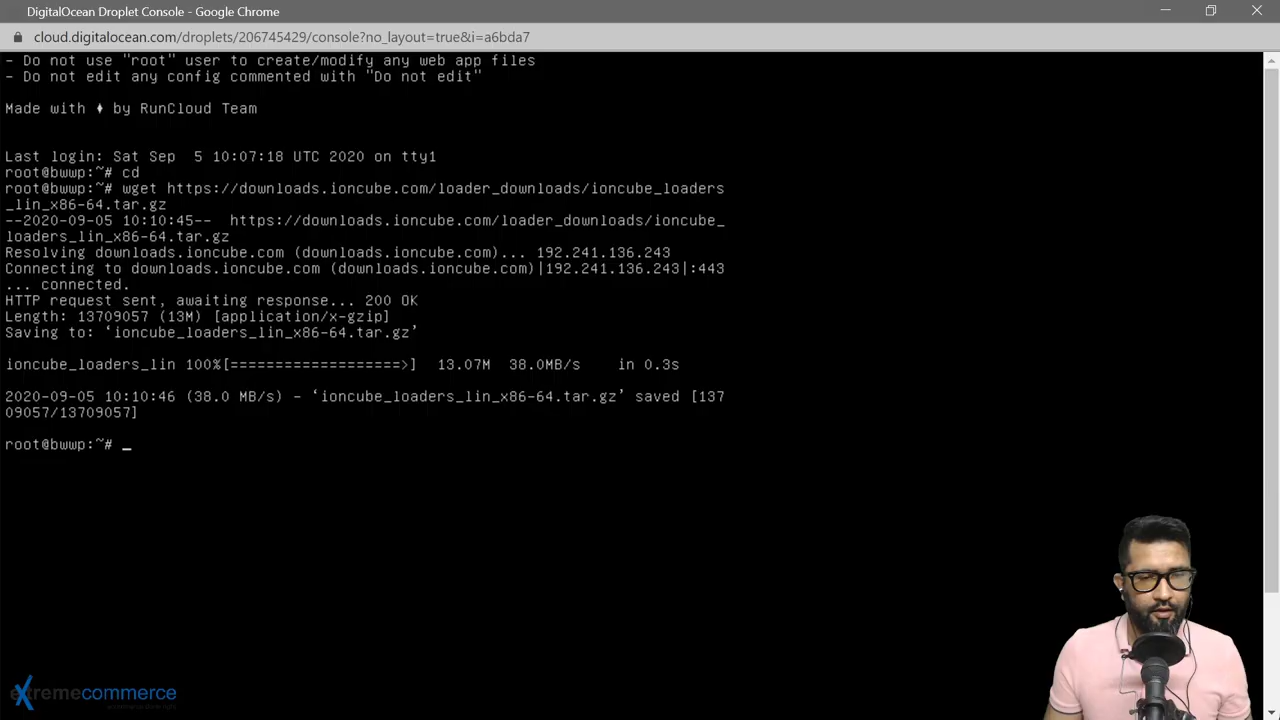 DigitalOcean Droplet Console - Google Chrome
cloud.digitalocean.com/droplets/206745429/console?no_layout=true&i=a6bda7
- Do not use "root" user to create/modify any web app files
- Do not edit any config commented with "Do not edit"
Made with ♦ by RunCloud Team
Last login: Sat Sep  5 10:07:18 UTC 2020 on tty1
root@bwwp:~# cd
root@bwwp:~# wget https://downloads.ioncube.com/loader_downloads/ioncube_loaders
_lin_x86-64.tar.gz
--2020-09-05 10:10:45--  https://downloads.ioncube.com/loader_downloads/ioncube_
loaders_lin_x86-64.tar.gz
Resolving downloads.ioncube.com (downloads.ioncube.com)... 192.241.136.243
Connecting to downloads.ioncube.com (downloads.ioncube.com)|192.241.136.243|:443
... connected.
HTTP request sent, awaiting response... 200 OK
Length: 13709057 (13M) [application/x-gzip]
Saving to: ‘ioncube_loaders_lin_x86-64.tar.gz’
ioncube_loaders_lin 100%[===================>]  13.07M  38.0MB/s    in 0.3s
2020-09-05 10:10:46 (38.0 MB/s) - ‘ioncube_loaders_lin_x86-64.tar.gz’ saved [137
09057/13709057]
root@bwwp:~# _
extremecommerce